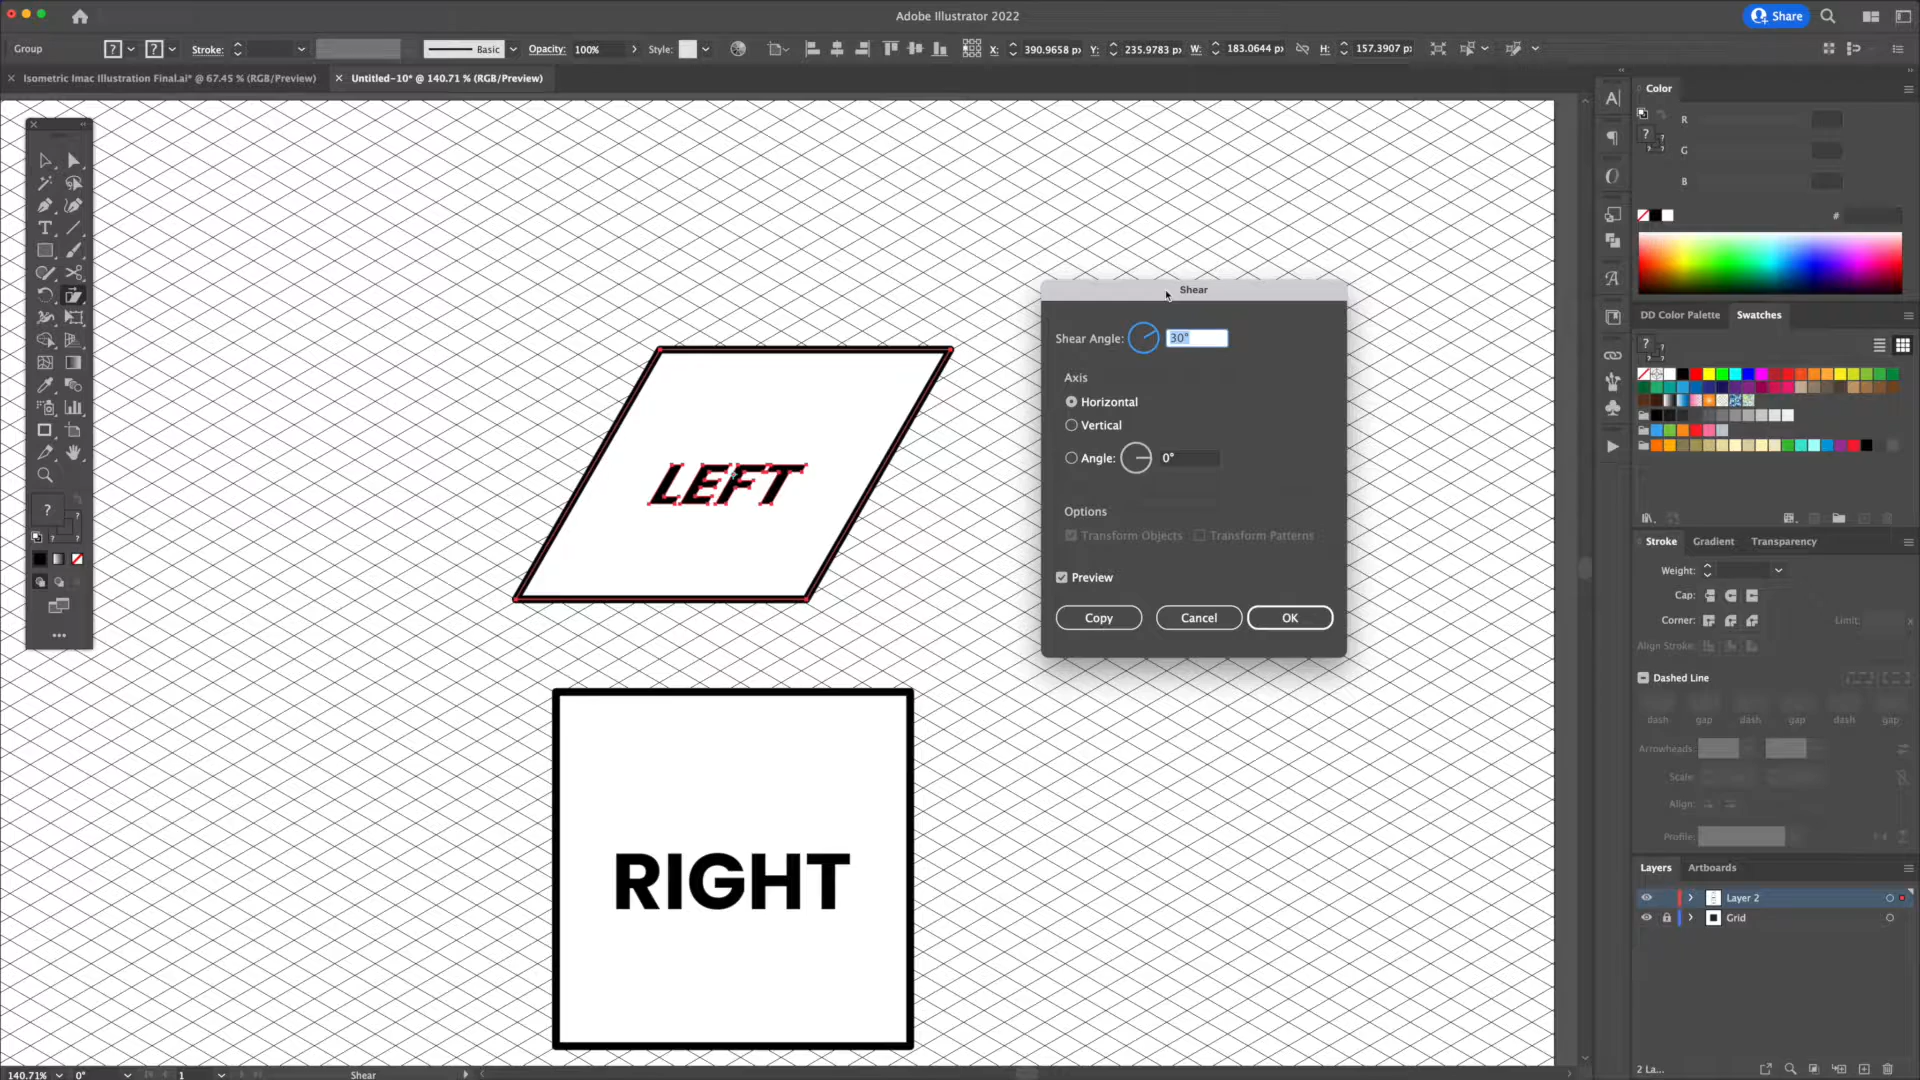 Adobe Illustrator 2022
Share
Group
Stroke:
Basic
Opacity:
100%
Style:
X:
390.9658 p
Y:
235.9783 p
W:
183.0644 p
H:
157.3907 p
Isometric Imac Illustration Final.ai* @ 67.45 % (RGB/Preview)
Untitled-10* @ 140.71 % (RGB/Preview)
Color
R
G
B
#
Shear
Shear Angle:
30°
Axis
Horizontal
Vertical
Angle:
0°
Options
Transform Objects
Transform Patterns
Preview
Copy
Cancel
OK
LEFT
RIGHT
DD Color Palette
Swatches
Stroke
Gradient
Transparency
Weight:
Cap:
Corner:
Limit:
Align Stroke:
Dashed Line
dash
gap
dash
gap
dash
gap
Arrowheads:
Scale:
Align:
Profile:
Layers
Artboards
Layer 2
Grid
2 La...
140.71%
0°
1
Shear